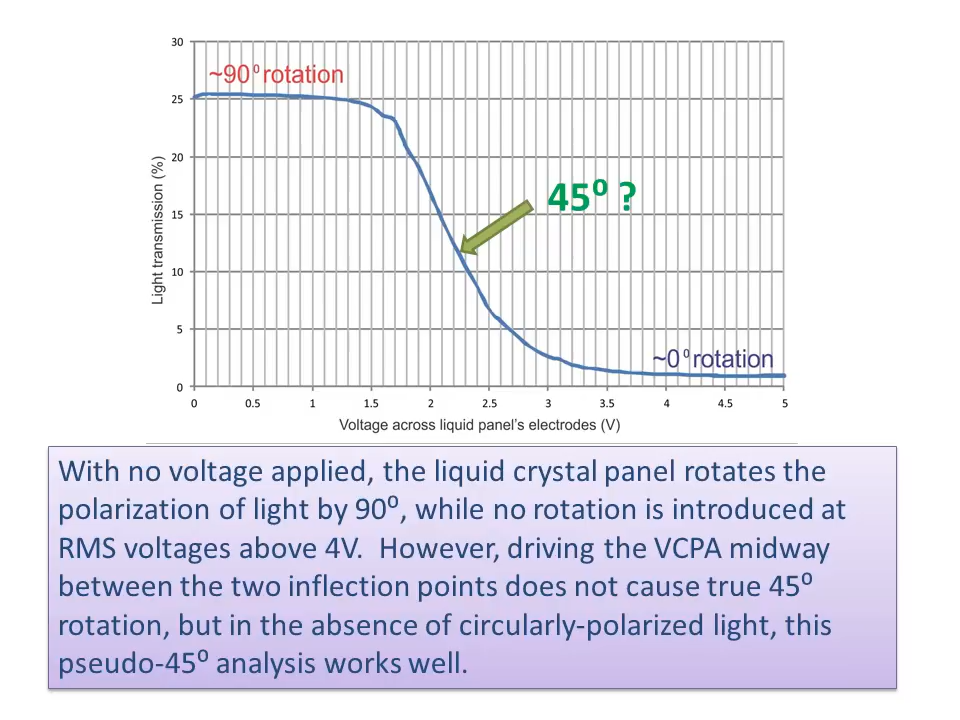 30
25
20
15
10
5
0
Light transmission (%)
~90⁰ rotation
45⁰ ?
~0⁰ rotation
0 0.5 1 1.5 2 2.5 3 3.5 4 4.5 5
Voltage across liquid panel's electrodes (V)
With no voltage applied, the liquid crystal panel rotates the
polarization of light by 90⁰, while no rotation is introduced at
RMS voltages above 4V.  However, driving the VCPA midway
between the two inflection points does not cause true 45⁰
rotation, but in the absence of circularly-polarized light, this
pseudo-45⁰ analysis works well.